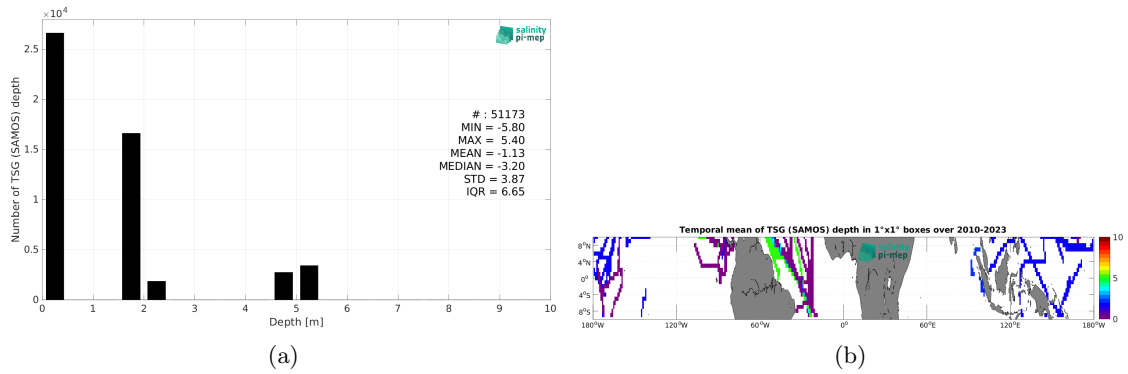 ×10⁴
salinity
pi-mep
2.5
2
1.5
1
0.5
0
Number of TSG (SAMOS) depth
# : 51173
MIN = -5.80
MAX = 5.40
MEAN = -1.13
MEDIAN = -3.20
STD = 3.87
IQR = 6.65
0 1 2 3 4 5 6 7 8 9 10
Depth [m]
(a)
Temporal mean of TSG (SAMOS) depth in 1°x1° boxes over 2010-2023
salinity
pi-mep
8°N
4°N
0°
4°S
8°S
180°W 120°W 60°W 0° 60°E 120°E 180°W
10
5
0
(b)